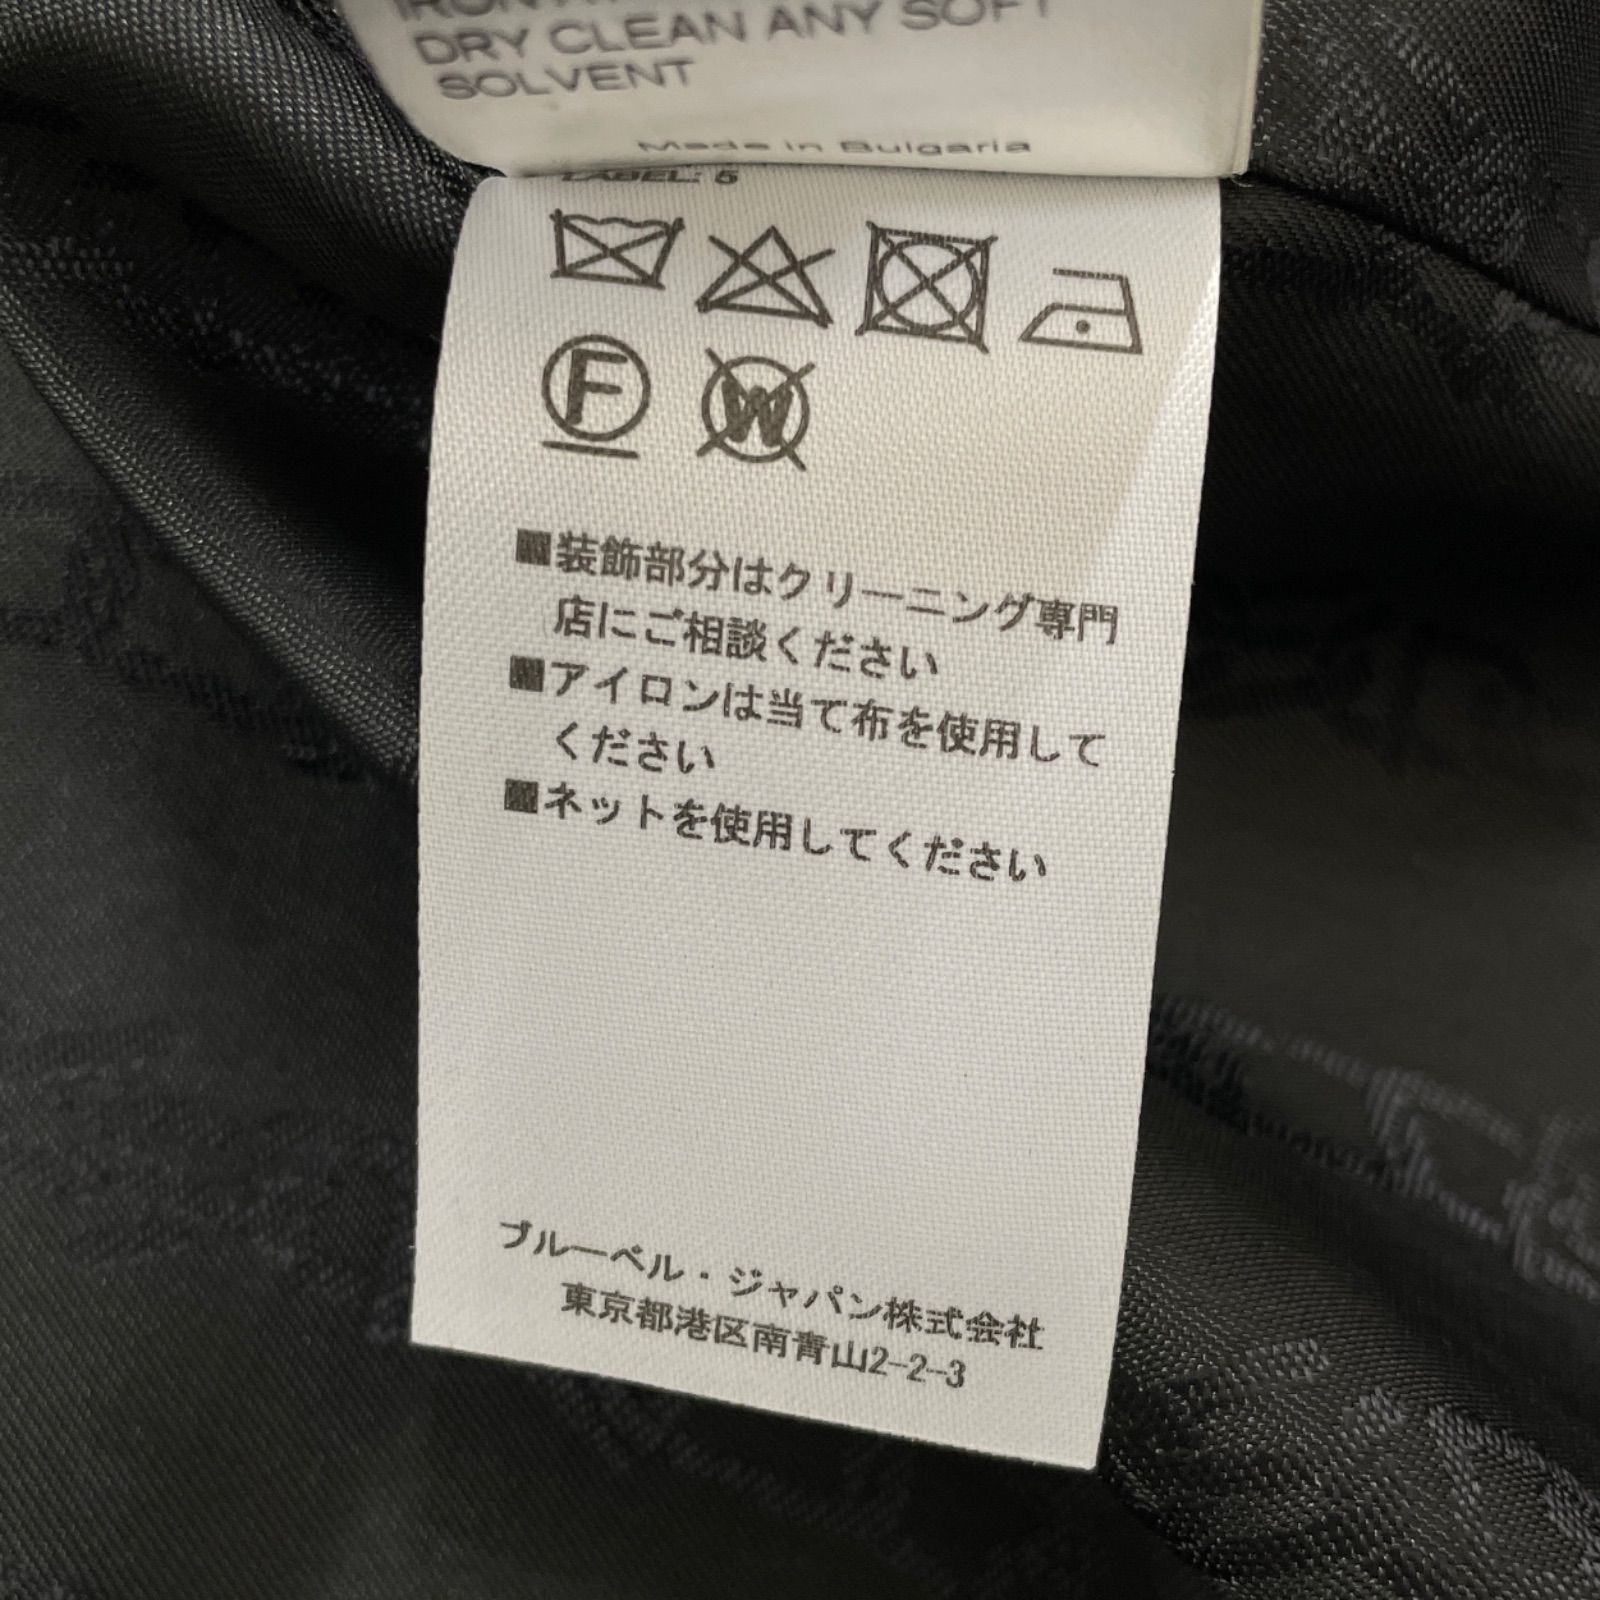 DRY CLEAN ANY SOFT
SOLVENT
Made in Bulgaria
LABEL: 5
F W
■装飾部分はクリーニング専門
店にご相談ください
■アイロンは当て布を使用して
ください
■ネットを使用してください
ブルーベル・ジャパン株式会社
東京都港区南青山2-2-3